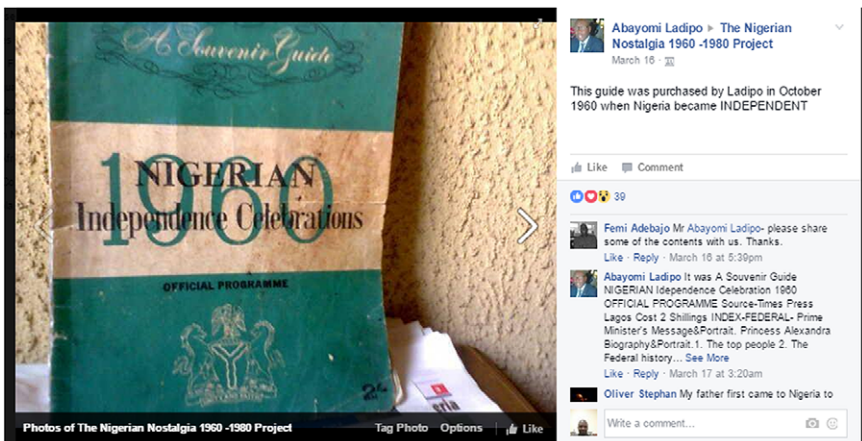 A Souvenir Guide
1960
NIGERIAN
Independence Celebrations
OFFICIAL PROGRAMME
2/-
Photos of The Nigerian Nostalgia 1960 -1980 Project
Tag Photo Options Like
Abayomi Ladipo ▸ The Nigerian
Nostalgia 1960 -1980 Project
March 16 ·
This guide was purchased by Ladipo in October
1960 when Nigeria became INDEPENDENT
Like Comment
39
Femi Adebajo Mr Abayomi Ladipo- please share
some of the contents with us. Thanks.
Like · Reply · March 16 at 5:39pm
Abayomi Ladipo It was A Souvenir Guide
NIGERIAN Idependence Celebration 1960
OFFICIAL PROGRAMME Source-Times Press
Lagos Cost 2 Shillings INDEX-FEDERAL- Prime
Minister's Message&Portrait. Princess Alexandra
Biography&Portrait.1. The top people 2. The
Federal history... See More
Like · Reply · March 17 at 3:20am
Oliver Stephan My father first came to Nigeria to
Write a comment...